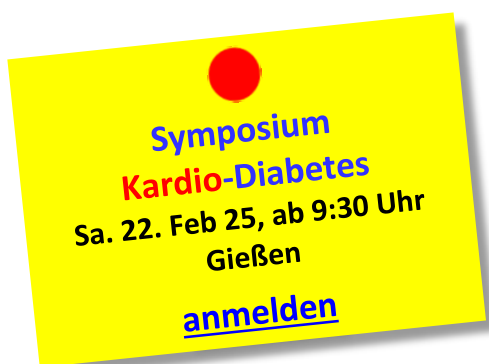 Symposium
Kardio-Diabetes
Sa. 22. Feb 25, ab 9:30 Uhr
Gießen
anmelden